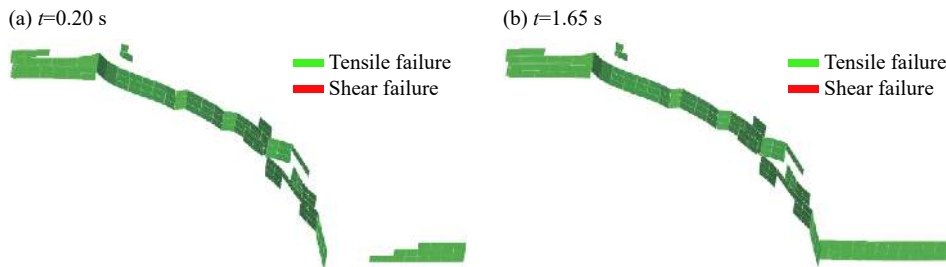 (a) t=0.20 s
Tensile failure
Shear failure
(b) t=1.65 s
Tensile failure
Shear failure